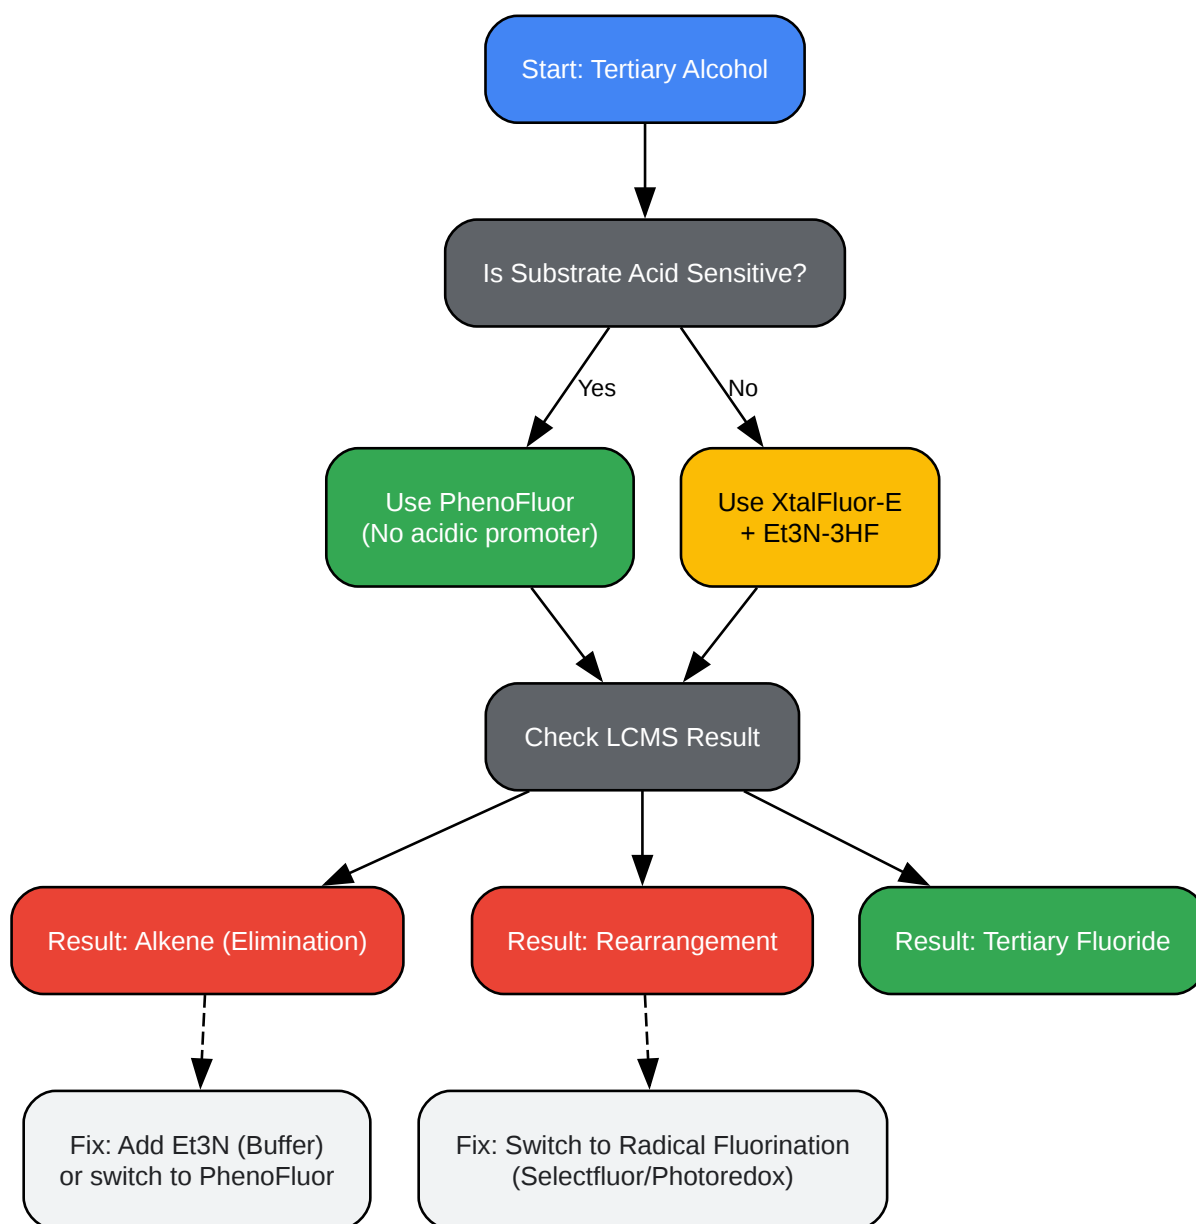 Start: Tertiary Alcohol
Is Substrate Acid Sensitive?
Yes
No
Use PhenoFluor
(No acidic promoter)
Use XtalFluor-E
+ Et3N-3HF
Check LCMS Result
Result: Alkene (Elimination)
Result: Rearrangement
Result: Tertiary Fluoride
Fix: Add Et3N (Buffer)
or switch to PhenoFluor
Fix: Switch to Radical Fluorination
(Selectfluor/Photoredox)